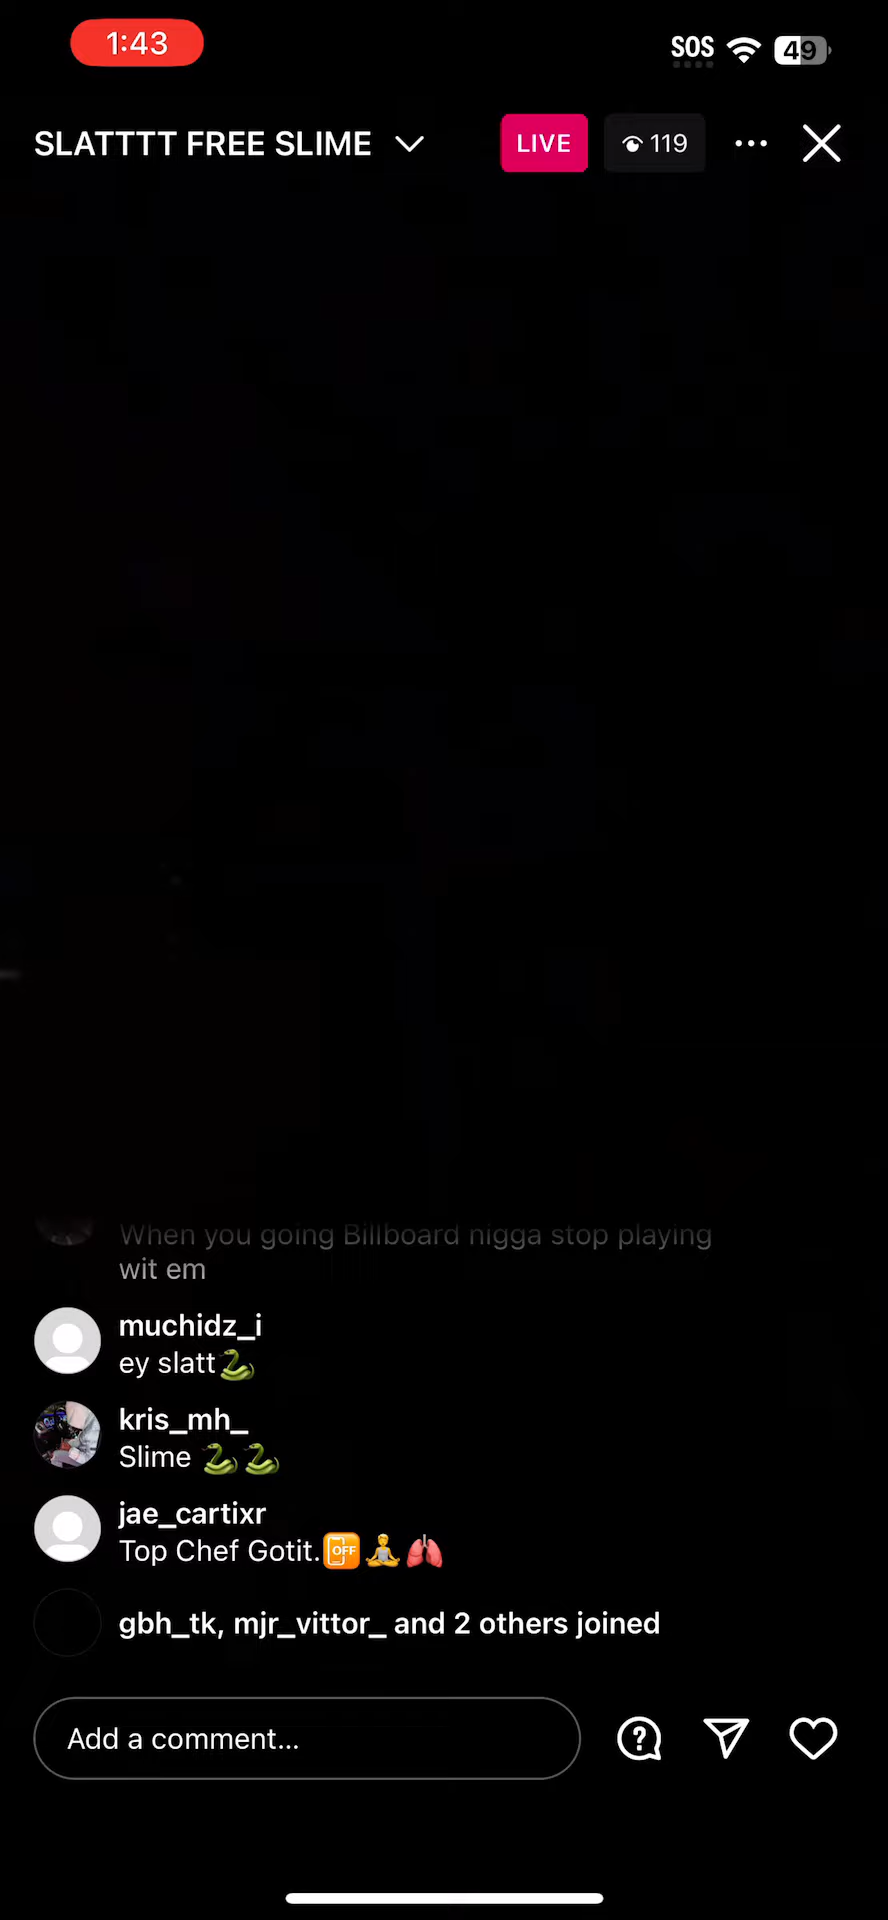 1:43
SOS
49
SLATTTT FREE SLIME
LIVE
119
When you going Billboard nigga stop playing
wit em
muchidz_i
ey slatt🐍
kris_mh_
Slime 🐍🐍
jae_cartixr
Top Chef Gotit.📴🧘🫁
gbh_tk, mjr_vittor_ and 2 others joined
Add a comment...